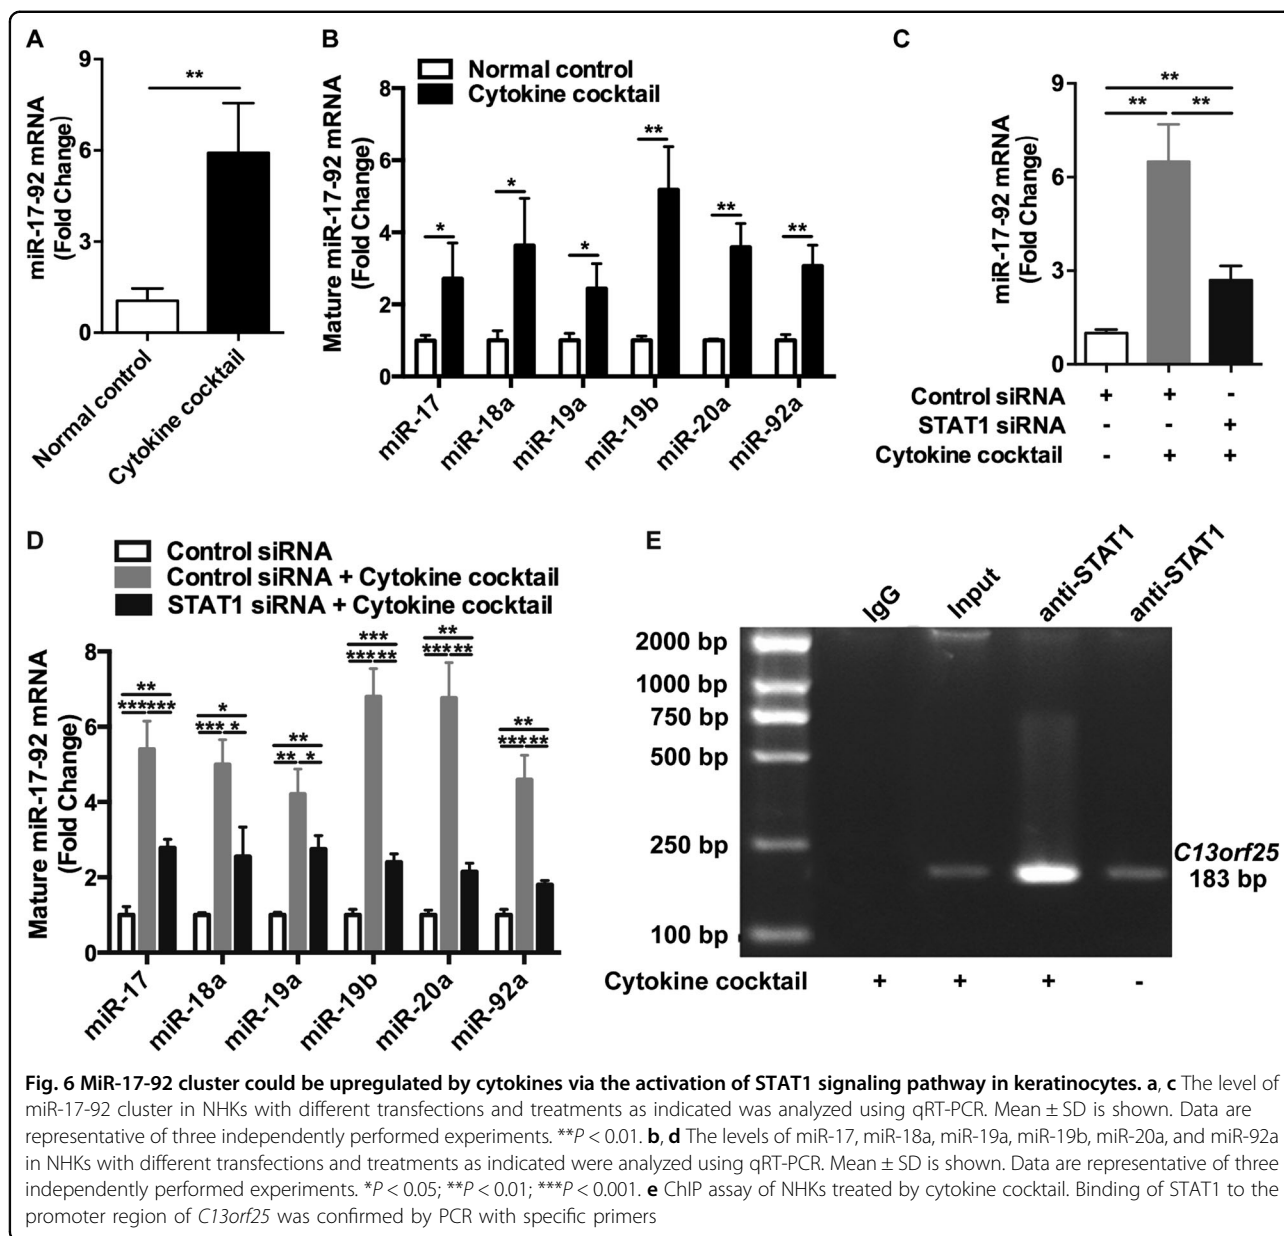 A
9
6
3
0
miR-17-92 mRNA
(Fold Change)
**
Normal control
Cytokine cocktail
B
Normal control
Cytokine cocktail
8
6
4
2
0
Mature miR-17-92 mRNA
(Fold Change)
* * * ** ** **
miR-17 miR-18a miR-19a miR-19b miR-20a miR-92a
C
9
6
3
0
miR-17-92 mRNA
(Fold Change)
**
** **
Control siRNA + + -
STAT1 siRNA - - +
Cytokine cocktail - + +
D
Control siRNA
Control siRNA + Cytokine cocktail
STAT1 siRNA + Cytokine cocktail
8
6
4
2
0
Mature miR-17-92 mRNA
(Fold Change)
** * ** *** ** **
*** *** *** * ** * *** ** *** ** *** **
miR-17 miR-18a miR-19a miR-19b miR-20a miR-92a
E
IgG Input anti-STAT1 anti-STAT1
2000 bp
1000 bp
750 bp
500 bp
250 bp
100 bp
C13orf25
183 bp
Cytokine cocktail + + + -
Fig. 6 MiR-17-92 cluster could be upregulated by cytokines via the activation of STAT1 signaling pathway in keratinocytes. a, c The level of
miR-17-92 cluster in NHKs with different transfections and treatments as indicated was analyzed using qRT-PCR. Mean ± SD is shown. Data are
representative of three independently performed experiments. **P < 0.01. b, d The levels of miR-17, miR-18a, miR-19a, miR-19b, miR-20a, and miR-92a
in NHKs with different transfections and treatments as indicated were analyzed using qRT-PCR. Mean ± SD is shown. Data are representative of three
independently performed experiments. *P < 0.05; **P < 0.01; ***P < 0.001. e ChIP assay of NHKs treated by cytokine cocktail. Binding of STAT1 to the
promoter region of C13orf25 was confirmed by PCR with specific primers